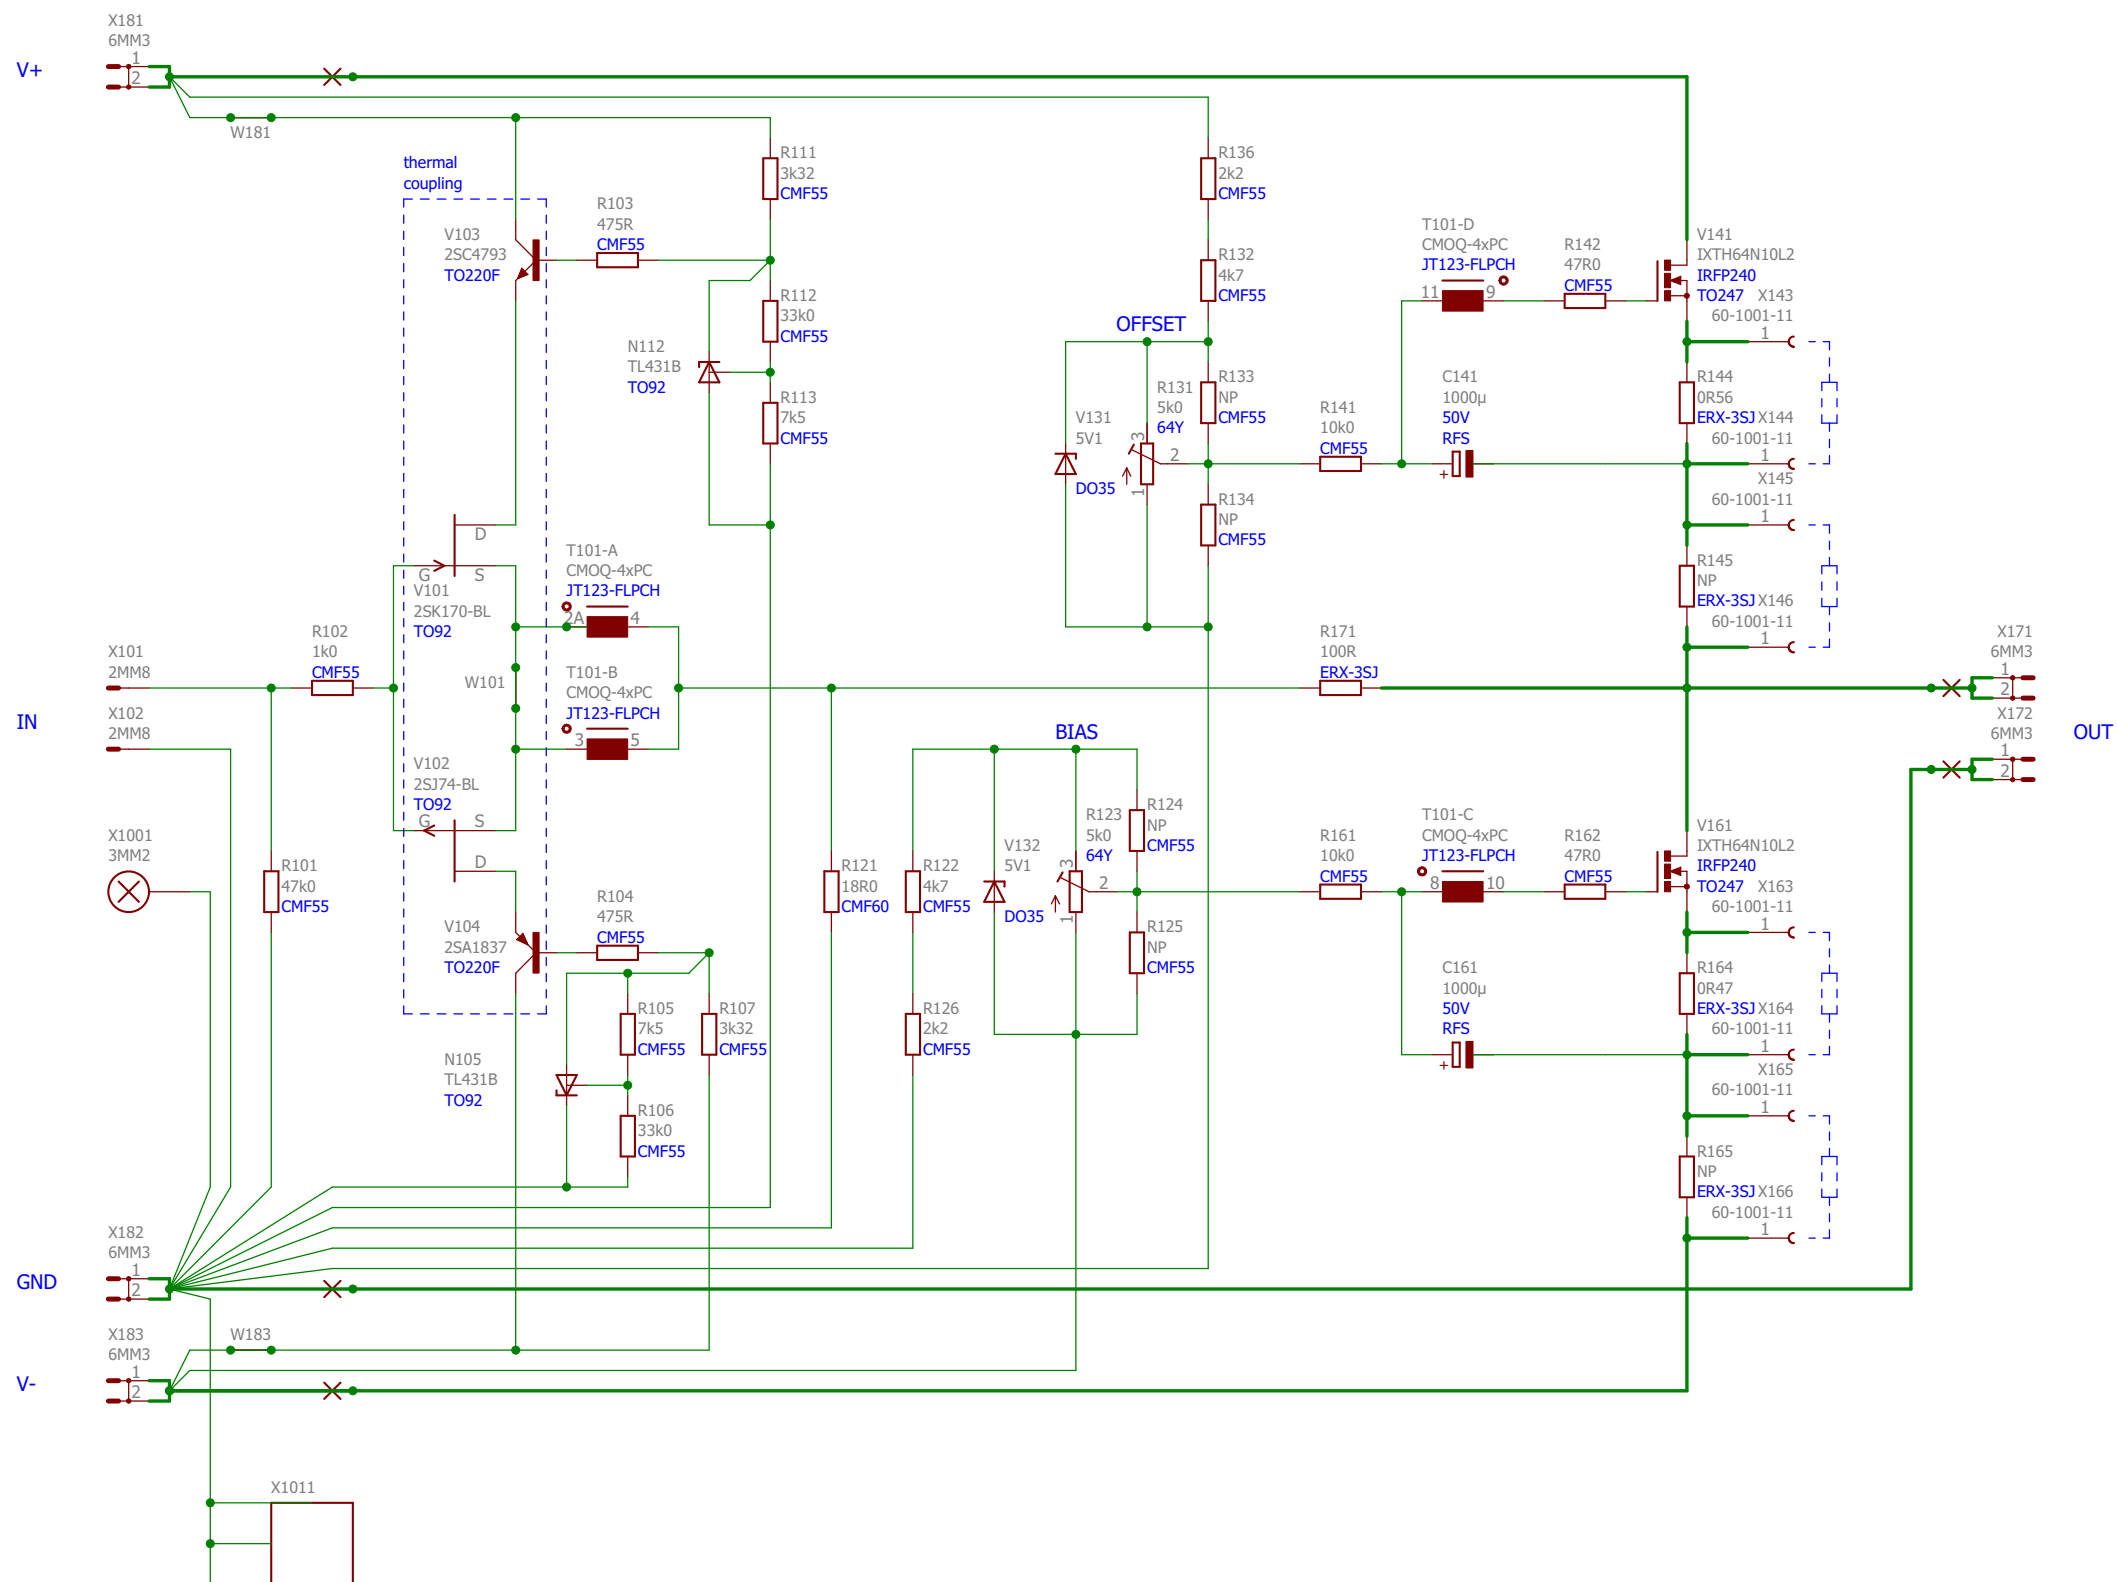 X181
6MM3
1
2
V+
W181
thermal
coupling
R111
3k32
CMF55
R136
2k2
CMF55
R103
475R
CMF55
V103
2SC4793
TO220F
R132
4k7
CMF55
T101-D
CMOQ-4xPC
JT123-FLPCH
11
9
R142
47R0
CMF55
V141
IXTH64N10L2
IRFP240
TO247
X143
60-1001-11
1
R112
33k0
CMF55
OFFSET
N112
TL431B
TO92
R113
7k5
CMF55
V131
5V1
DO35
R131
5k0
64Y
3
2
1
R133
NP
CMF55
R141
10k0
CMF55
C141
1000µ
50V
RFS
+
R144
0R56
ERX-3SJ
X144
60-1001-11
1
X145
60-1001-11
1
R134
NP
CMF55
D
G
S
V101
2SK170-BL
TO92
T101-A
CMOQ-4xPC
JT123-FLPCH
2A
4
R145
NP
ERX-3SJ
X146
60-1001-11
1
X101
2MM8
R102
1k0
CMF55
W101
T101-B
CMOQ-4xPC
JT123-FLPCH
3
5
R171
100R
ERX-3SJ
X171
6MM3
1
2
IN
X102
2MM8
BIAS
X172
6MM3
1
2
OUT
V102
2SJ74-BL
TO92
G
S
D
X1001
3MM2
R101
47k0
CMF55
R121
18R0
CMF60
R122
4k7
CMF55
V132
5V1
DO35
R123
5k0
64Y
3
2
1
R124
NP
CMF55
R161
10k0
CMF55
T101-C
CMOQ-4xPC
JT123-FLPCH
8
10
R162
47R0
CMF55
V161
IXTH64N10L2
IRFP240
TO247
X163
60-1001-11
1
V104
2SA1837
TO220F
R104
475R
CMF55
R125
NP
CMF55
C161
1000µ
50V
RFS
+
R164
0R47
ERX-3SJ
X164
60-1001-11
1
R105
7k5
CMF55
R107
3k32
CMF55
R126
2k2
CMF55
N105
TL431B
TO92
X165
60-1001-11
1
R106
33k0
CMF55
R165
NP
ERX-3SJ
X166
60-1001-11
1
X182
6MM3
1
2
GND
X183
6MM3
1
2
V-
W183
X1011